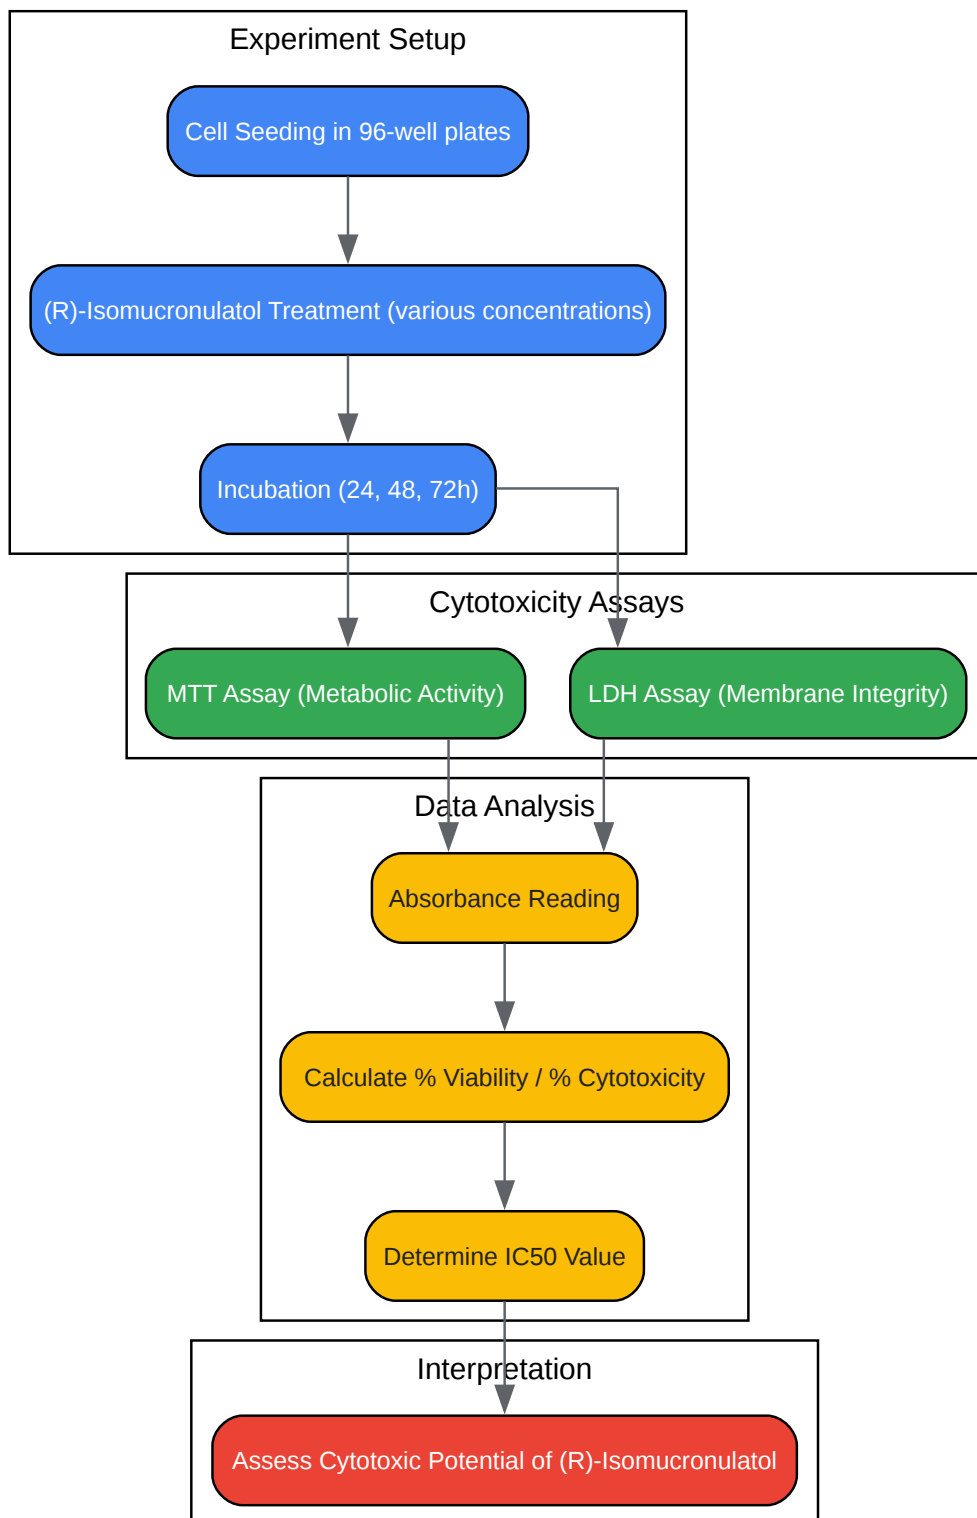 Experiment Setup
Cell Seeding in 96-well plates
(R)-Isomucronulatol Treatment (various concentrations)
Incubation (24, 48, 72h)
Cytotoxicity Assays
MTT Assay (Metabolic Activity)
LDH Assay (Membrane Integrity)
Data Analysis
Absorbance Reading
Calculate % Viability / % Cytotoxicity
Determine IC50 Value
Interpretation
Assess Cytotoxic Potential of (R)-Isomucronulatol